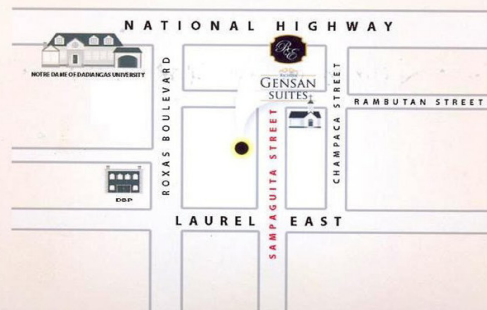 NATIONAL HIGHWAY
NOTRE DAME OF DADIANGAS UNIVERSITY
GENSAN
SUITES
ROXAS BOULEVARD
SAMPAGUITA STREET
CHAMPACA STREET
RAMBUTAN STREET
DBP
LAUREL EAST